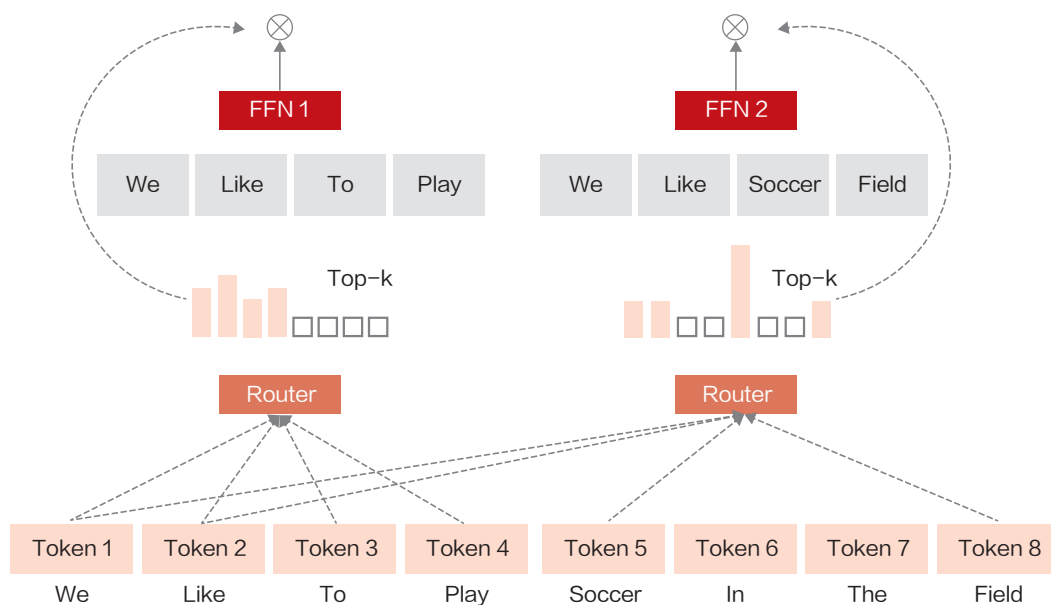 FFN 1 FFN 2
We Like To Play We Like Soccer Field
Top-k Top-k
Router Router
Token 1 Token 2 Token 3 Token 4 Token 5 Token 6 Token 7 Token 8
We Like To Play Soccer In The Field